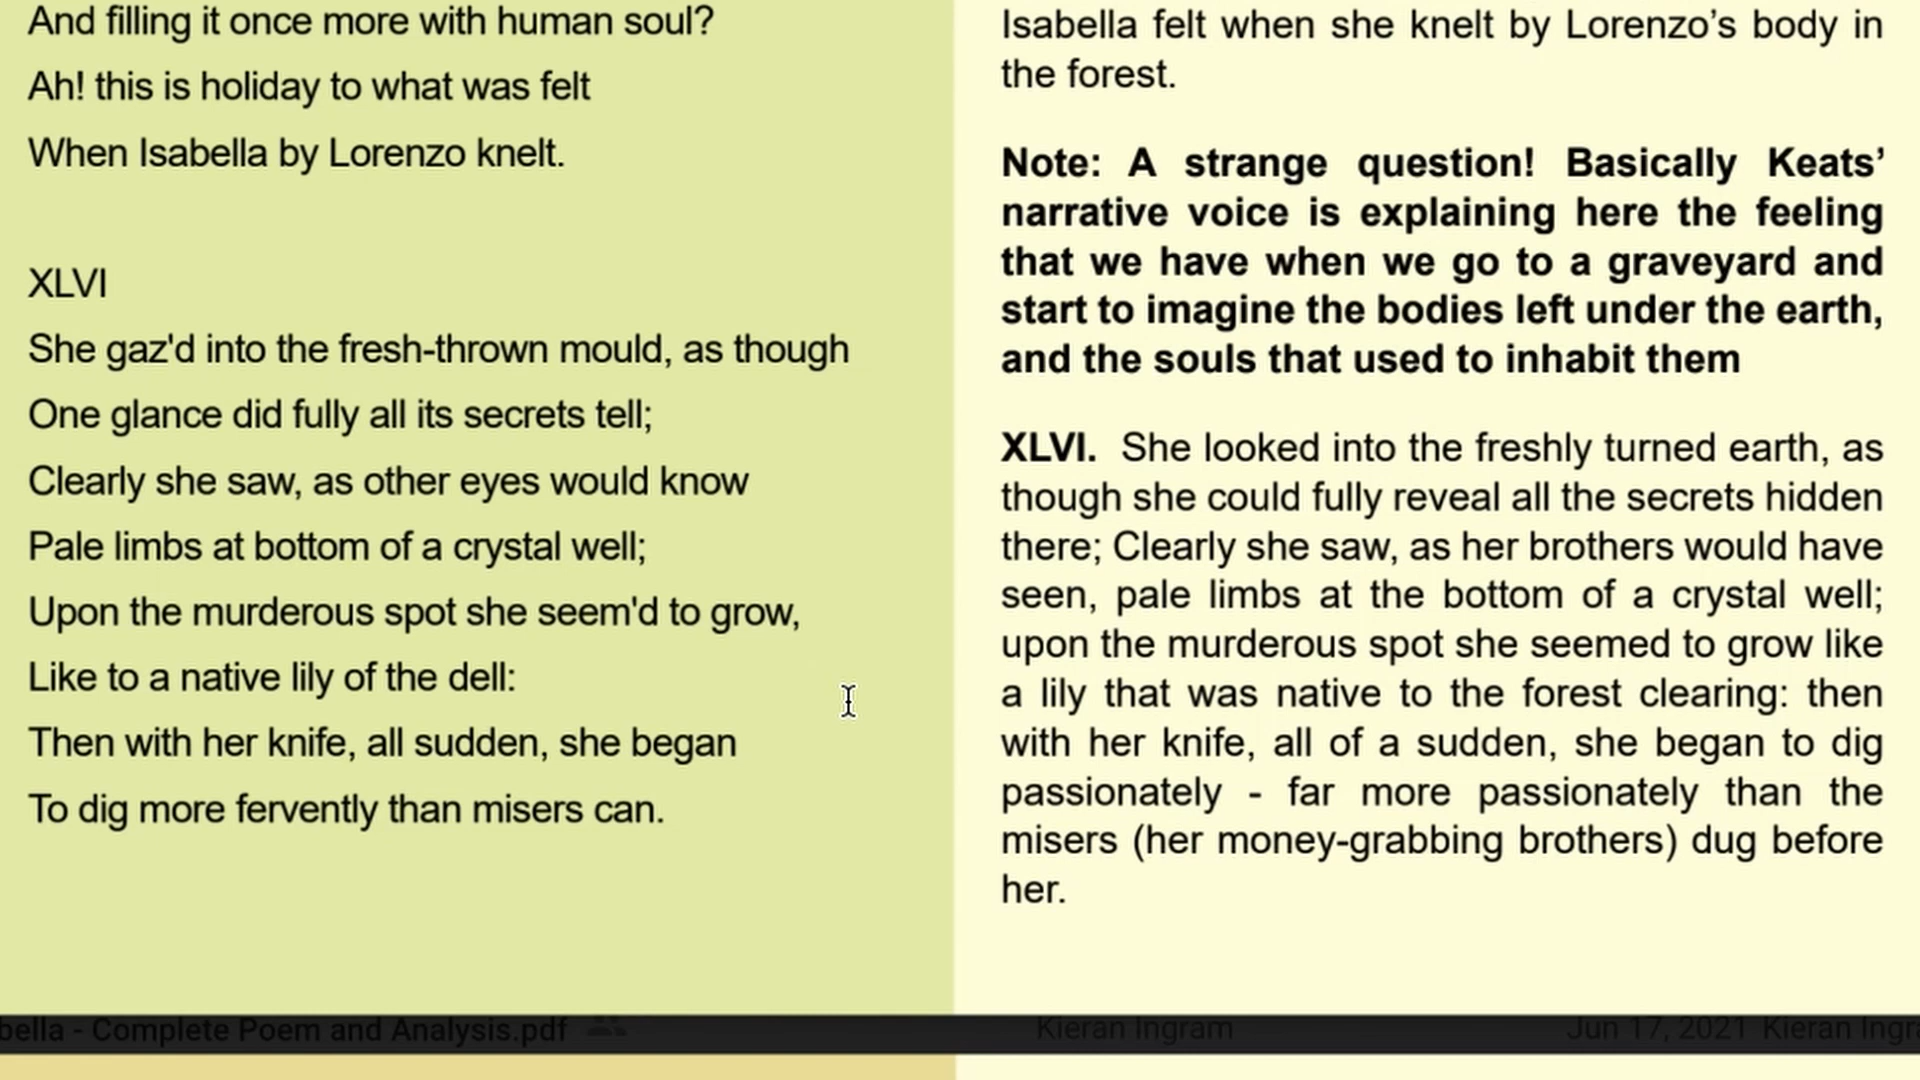 And filling it once more with human soul?
Ah! this is holiday to what was felt
When Isabella by Lorenzo knelt.
XLVI
She gaz'd into the fresh-thrown mould, as though
One glance did fully all its secrets tell;
Clearly she saw, as other eyes would know
Pale limbs at bottom of a crystal well;
Upon the murderous spot she seem'd to grow,
Like to a native lily of the dell:
Then with her knife, all sudden, she began
To dig more fervently than misers can.
Isabella felt when she knelt by Lorenzo’s body in
the forest.
Note: A strange question! Basically Keats’
narrative voice is explaining here the feeling
that we have when we go to a graveyard and
start to imagine the bodies left under the earth,
and the souls that used to inhabit them
XLVI. She looked into the freshly turned earth, as
though she could fully reveal all the secrets hidden
there; Clearly she saw, as her brothers would have
seen, pale limbs at the bottom of a crystal well;
upon the murderous spot she seemed to grow like
a lily that was native to the forest clearing: then
with her knife, all of a sudden, she began to dig
passionately - far more passionately than the
misers (her money-grabbing brothers) dug before
her.
bella - Complete Poem and Analysis.pdf
Kieran Ingram
Jun 17, 2021 Kieran Ingra